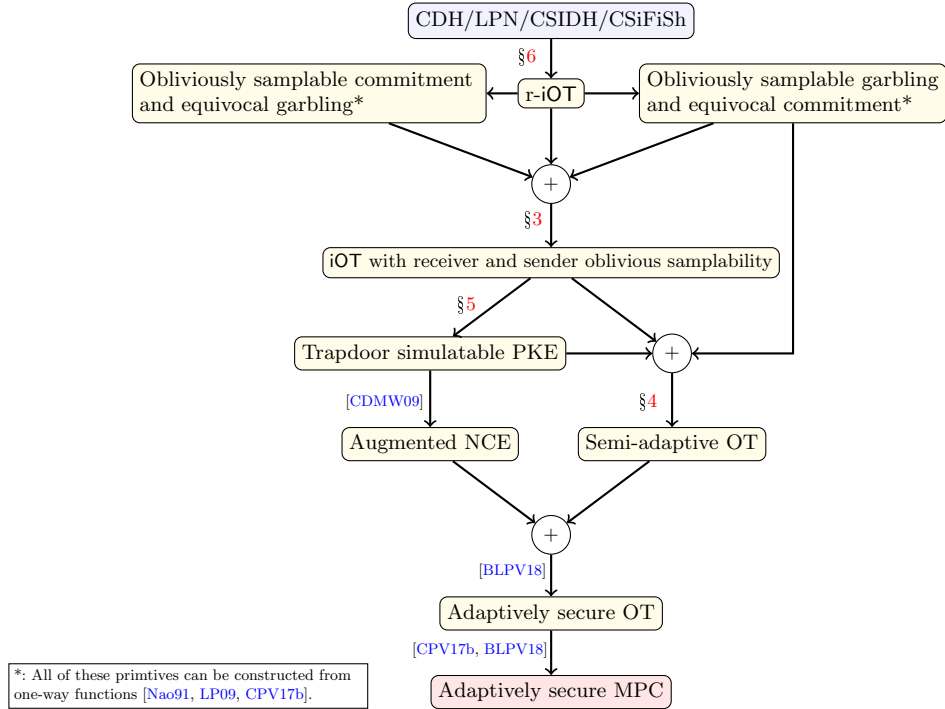 CDH/LPN/CSIDH/CSiFiSh
§6
Obliviously samplable commitment
and equivocal garbling*
r-iOT
Obliviously samplable garbling
and equivocal commitment*
+
§3
iOT with receiver and sender oblivious samplability
§5
Trapdoor simulatable PKE
+
[CDMW09]
§4
Augmented NCE
Semi-adaptive OT
+
[BLPV18]
Adaptively secure OT
[CPV17b, BLPV18]
Adaptively secure MPC
*: All of these primtives can be constructed from
one-way functions [Nao91, LP09, CPV17b].